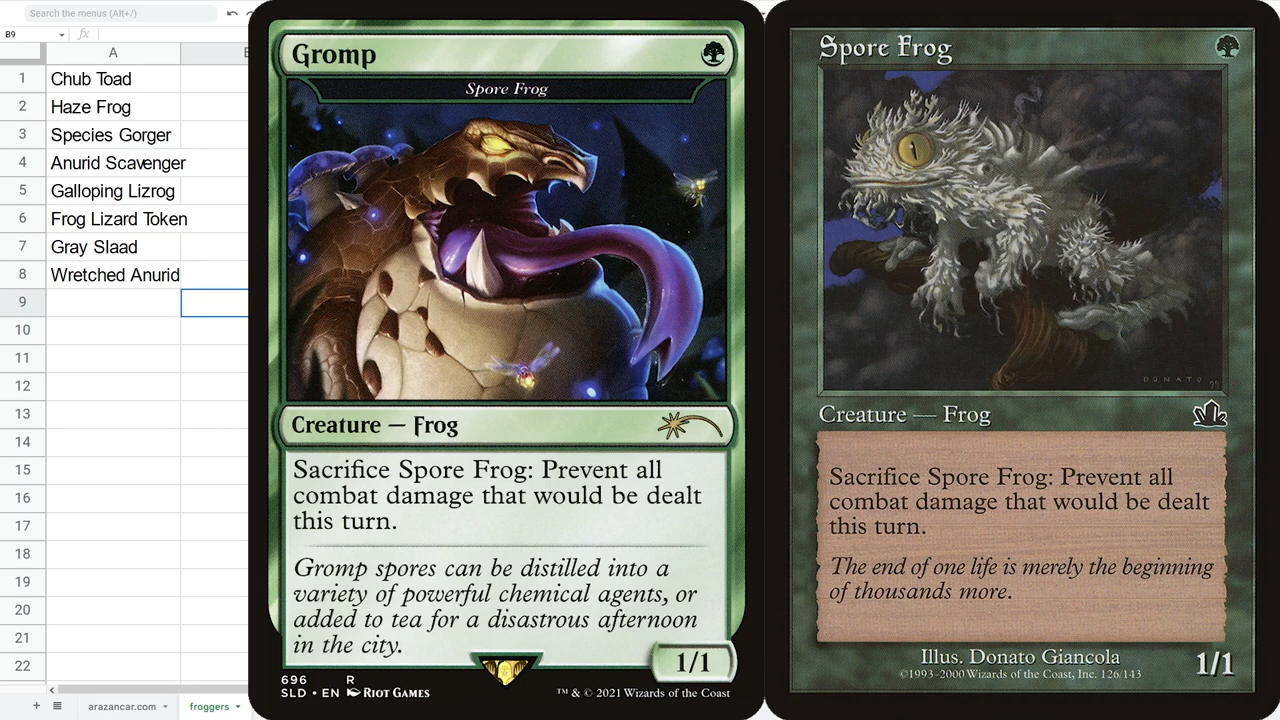 Search the menus (Alt+/)
B9
fx
A
1 Chub Toad
2 Haze Frog
3 Species Gorger
4 Anurid Scavenger
5 Galloping Lizrog
6 Frog Lizard Token
7 Gray Slaad
8 Wretched Anurid
9
10
11
12
13
14
15
16
17
18
19
20
21
22
arazancar.com
froggers
Gromp
Spore Frog
Creature — Frog
Sacrifice Spore Frog: Prevent all
combat damage that would be dealt
this turn.
Gromp spores can be distilled into a
variety of powerful chemical agents, or
added to tea for a disastrous afternoon
in the city.
1/1
696 R
SLD • EN RIOT GAMES
™ & © 2021 Wizards of the Coast
Spore Frog
DONATO 99
Creature — Frog
Sacrifice Spore Frog: Prevent all
combat damage that would be dealt
this turn.
The end of one life is merely the beginning
of thousands more.
Illus. Donato Giancola
©1993–2000 Wizards of the Coast, Inc. 126/143
1/1